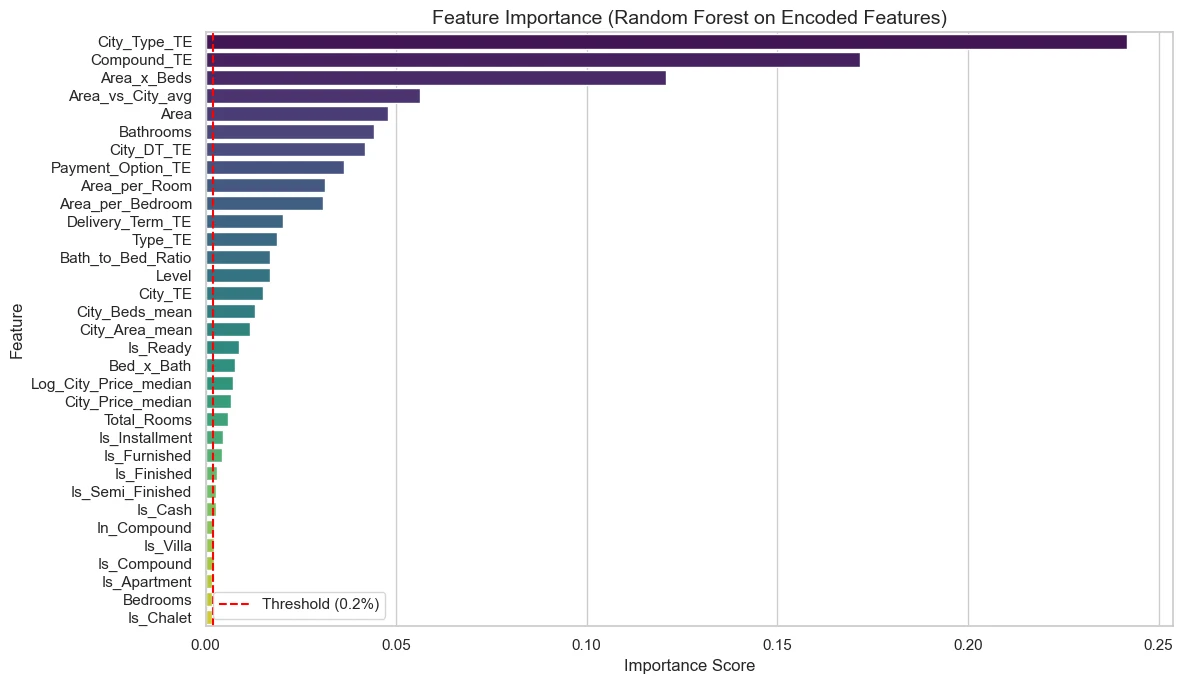 Feature Importance (Random Forest on Encoded Features)
Feature
City_Type_TE
Compound_TE
Area_x_Beds
Area_vs_City_avg
Area
Bathrooms
City_DT_TE
Payment_Option_TE
Area_per_Room
Area_per_Bedroom
Delivery_Term_TE
Type_TE
Bath_to_Bed_Ratio
Level
City_TE
City_Beds_mean
City_Area_mean
Is_Ready
Bed_x_Bath
Log_City_Price_median
City_Price_median
Total_Rooms
Is_Installment
Is_Furnished
Is_Finished
Is_Semi_Finished
Is_Cash
In_Compound
Is_Villa
Is_Compound
Is_Apartment
Bedrooms
Is_Chalet
Threshold (0.2%)
0.00 0.05 0.10 0.15 0.20 0.25
Importance Score